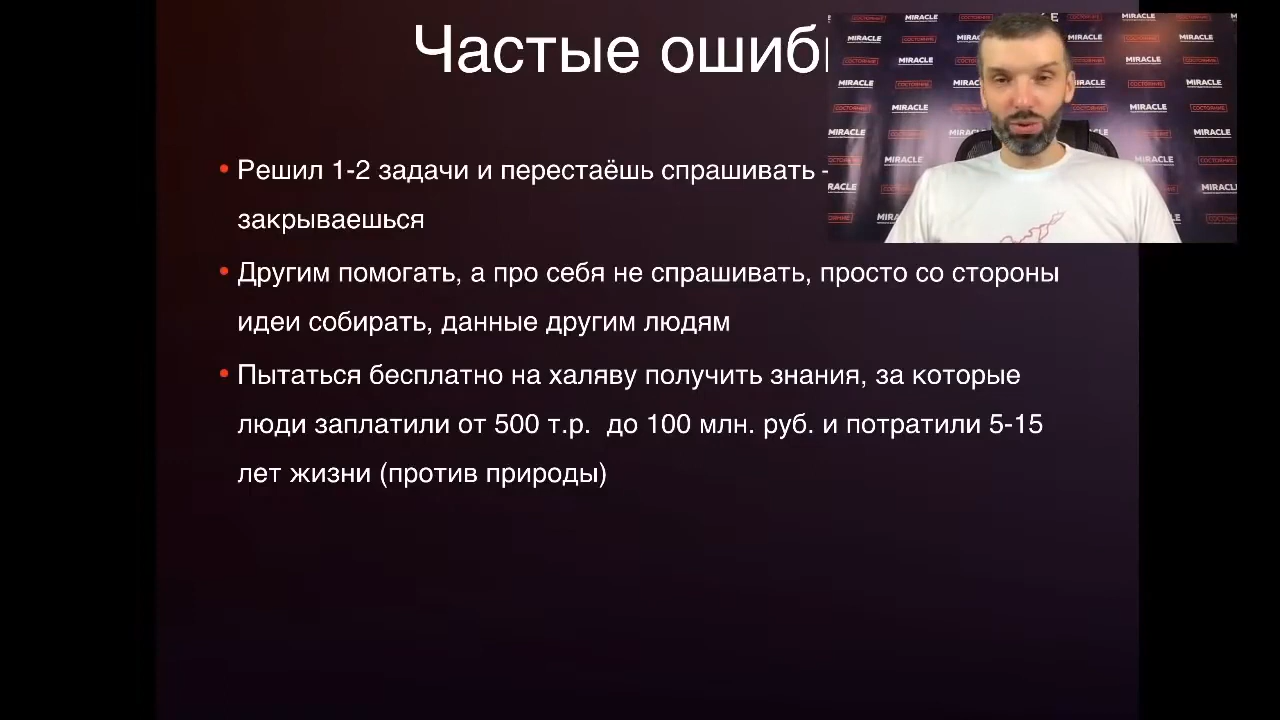 Частые
Решил 1-2 задачи и перестаёшь спрашивать -
закрываешься
Другим помогать, а про себя не спрашивать, просто со стороны
идеи собирать, данные другим людям
Пытаться бесплатно на халяву получить знания, за которые
люди заплатили от 500 т.р. до 100 млн. руб. и потратили 5-15
лет жизни (против природы)
MIRACLE
СОСТОЯНИЕ